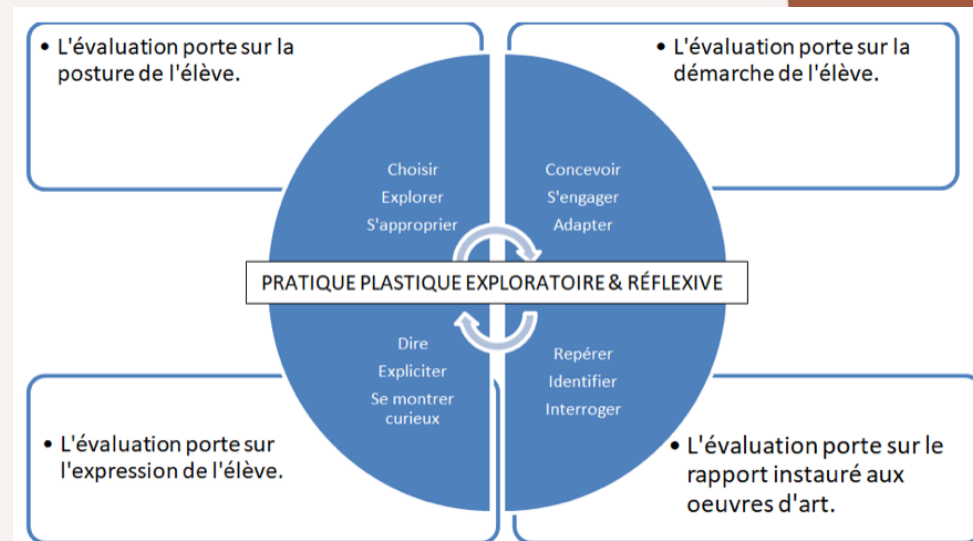 • L'évaluation porte sur la
posture de l'élève.
• L'évaluation porte sur la
démarche de l'élève.
Choisir
Explorer
S'approprier
Concevoir
S'engager
Adapter
PRATIQUE PLASTIQUE EXPLORATOIRE & RÉFLEXIVE
Dire
Expliciter
Se montrer
curieux
Repérer
Identifier
Interroger
• L'évaluation porte sur
l'expression de l'élève.
• L'évaluation porte sur le
rapport instauré aux
oeuvres d'art.